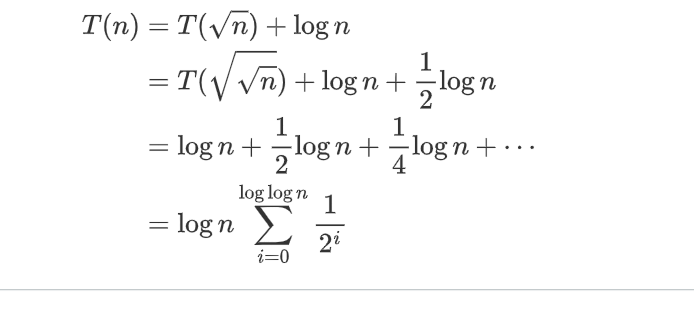 T(n) = T(√n) + log n
= T(√√n) + log n + 1/2 log n
= log n + 1/2 log n + 1/4 log n + ···
= log n ∑_{i=0}^{log log n} 1/2^i